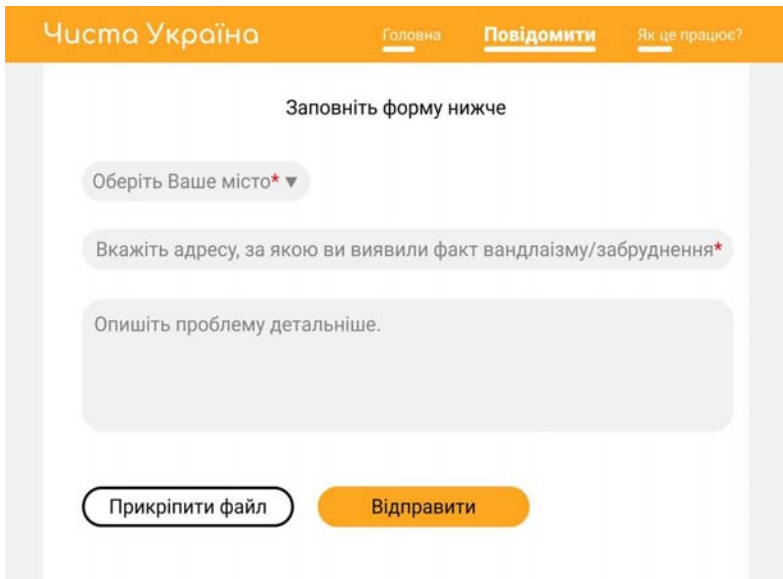 Чиста Україна
Головна
Повідомити
Як це працює?
Заповніть форму нижче
Оберіть Ваше місто* ▼
Вкажіть адресу, за якою ви виявили факт вандлаізму/забруднення*
Опишіть проблему детальніше.
Прикріпити файл
Відправити